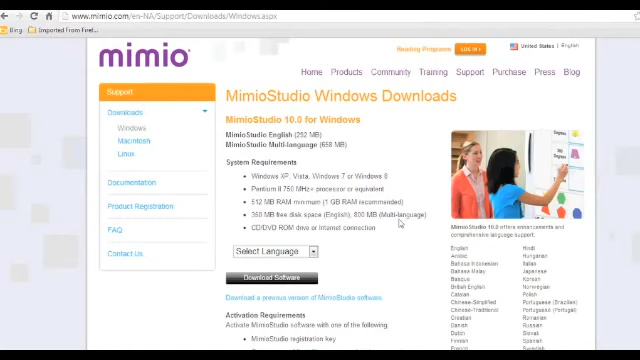 www.mimio.com/en-NA/Support/Downloads/Windows.aspx
Bing
Imported From Firef...
mimio
Reading Programs
LOG IN
United States | English
Home Products Community Training Support Purchase Press Blog
Support
Downloads
Windows
Macintosh
Linux
Documentation
Product Registration
FAQ
Contact Us
MimioStudio Windows Downloads
MimioStudio 10.0 for Windows
MimioStudio English (292 MB)
MimioStudio Multi-language (658 MB)
System Requirements
Windows XP, Vista, Windows 7 or Windows 8
Pentium II 750 MHz+ processor or equivalent
512 MB RAM minimum (1 GB RAM recommended)
360 MB free disk space (English), 800 MB (Multi-language)
CD/DVD ROM drive or Internet connection
Select Language
Download Software
Download a previous version of MimioStudio software.
Activation Requirements
Activate MimioStudio software with one of the following:
MimioStudio registration key
MimioStudio 10.0 offers enhancements and
comprehensive language support.
English Hindi
Arabic Hungarian
Bahasa Indonesia Italian
Bahasa Malay Japanese
Basque Korean
British English Norwegian
Catalan Polish
Chinese-Simplified Portuguese (Brazilian)
Chinese-Traditional Portuguese (Portugal)
Croatian Romanian
Danish Russian
Dutch Slovak